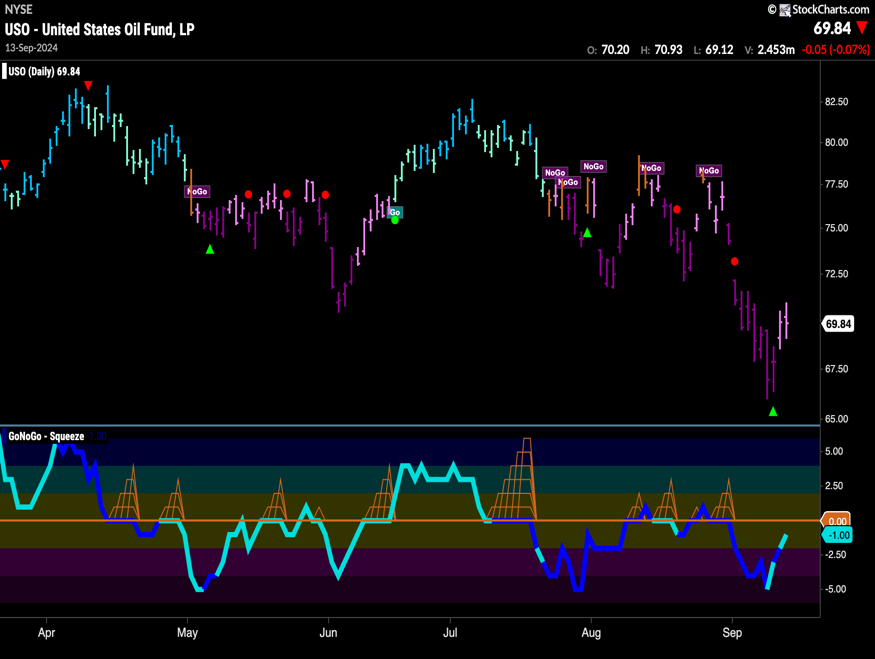 NYSE
© StockCharts.com
USO - United States Oil Fund, LP
69.84
13-Sep-2024
O: 70.20 H: 70.93 L: 69.12 V: 2.453m -0.05 (-0.07%)
USO (Daily) 69.84
82.50
80.00
77.50
75.00
72.50
69.84
67.50
65.00
NoGo
Go
NoGo
NoGo
NoGo
NoGo
NoGo
GoNoGo - Squeeze -1.00
5.00
2.50
0.00
-1.00
-2.50
-5.00
Apr May Jun Jul Aug Sep